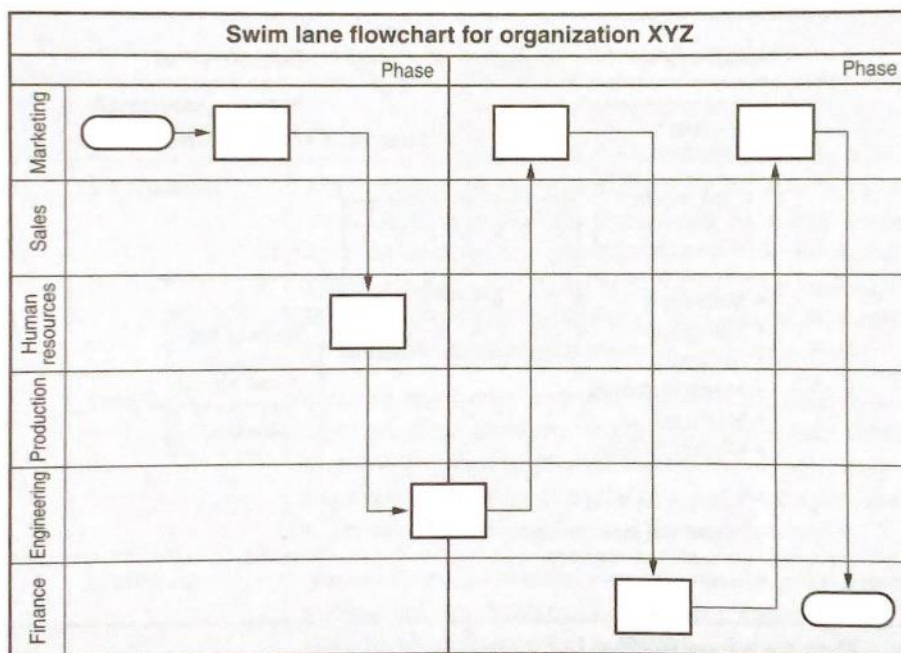 Swim lane flowchart for organization XYZ
Phase
Phase
Marketing
Sales
Human
resources
Production
Engineering
Finance